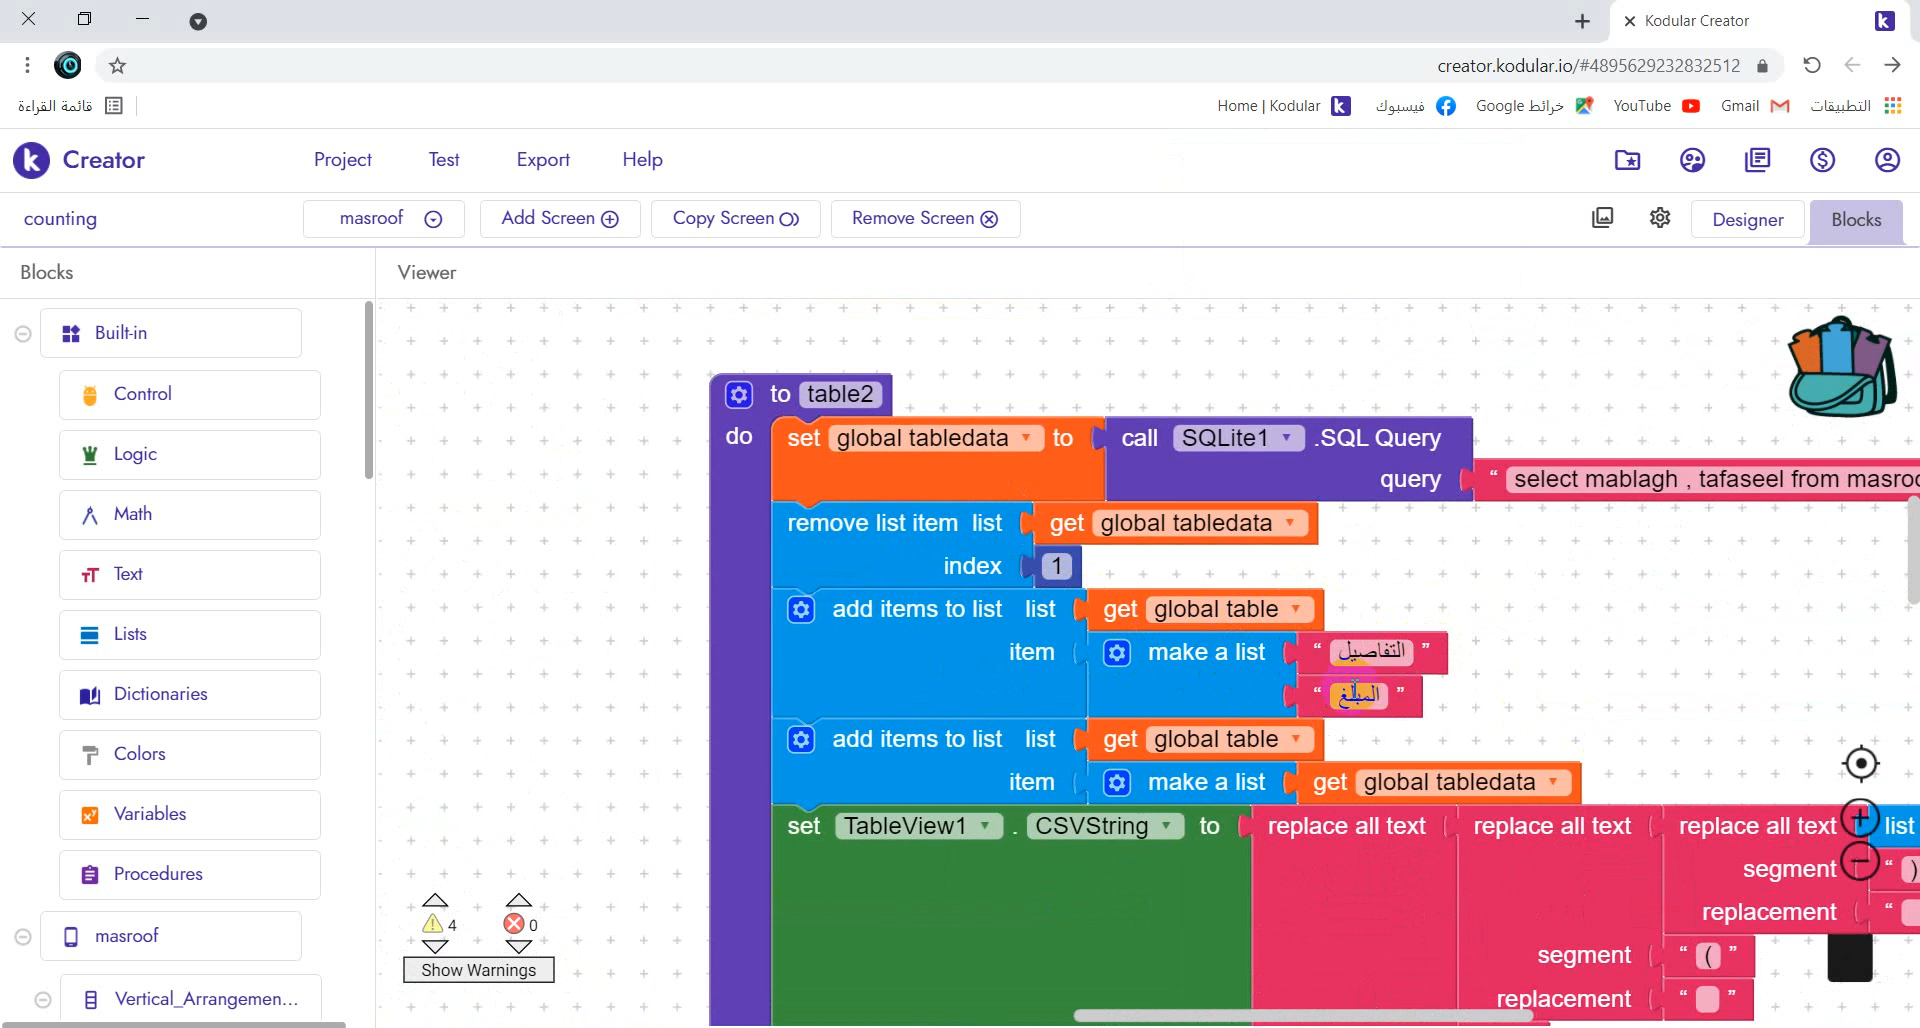 Kodular Creator
creator.kodular.io/#4895629232832512
قائمة القراءة
Home | Kodular
فيسبوك
خرائط Google
YouTube
Gmail
التطبيقات
Creator
Project
Test
Export
Help
counting
masroof
Add Screen
Copy Screen
Remove Screen
Designer
Blocks
Blocks
Viewer
Built-in
Control
Logic
Math
Text
Lists
Dictionaries
Colors
Variables
Procedures
masroof
Vertical_Arrangemen...
to table2
do set global tabledata to call SQLite1 .SQL Query
query " select mablagh , tafaseel from
remove list item list get global tabledata
index 1
add items to list list get global table
item make a list " التفاصيل "
" المبلغ "
add items to list list get global table
item make a list get global tabledata
set TableView1 . CSVString to replace all text replace all text replace all text list
segment " )
replacement "
segment " ( "
replacement " "
4 0
Show Warnings